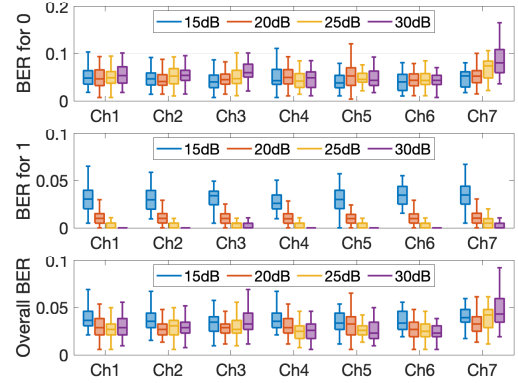 BER for 0
0.2
0.1
0
15dB 20dB 25dB 30dB
Ch1 Ch2 Ch3 Ch4 Ch5 Ch6 Ch7
BER for 1
0.1
0.05
0
15dB 20dB 25dB 30dB
Ch1 Ch2 Ch3 Ch4 Ch5 Ch6 Ch7
Overall BER
0.1
0.05
0
15dB 20dB 25dB 30dB
Ch1 Ch2 Ch3 Ch4 Ch5 Ch6 Ch7